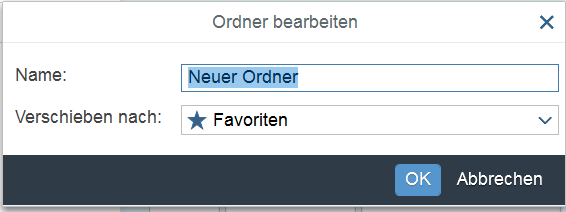 Ordner bearbeiten
Name:
Neuer Ordner
Verschieben nach:
Favoriten
OK
Abbrechen